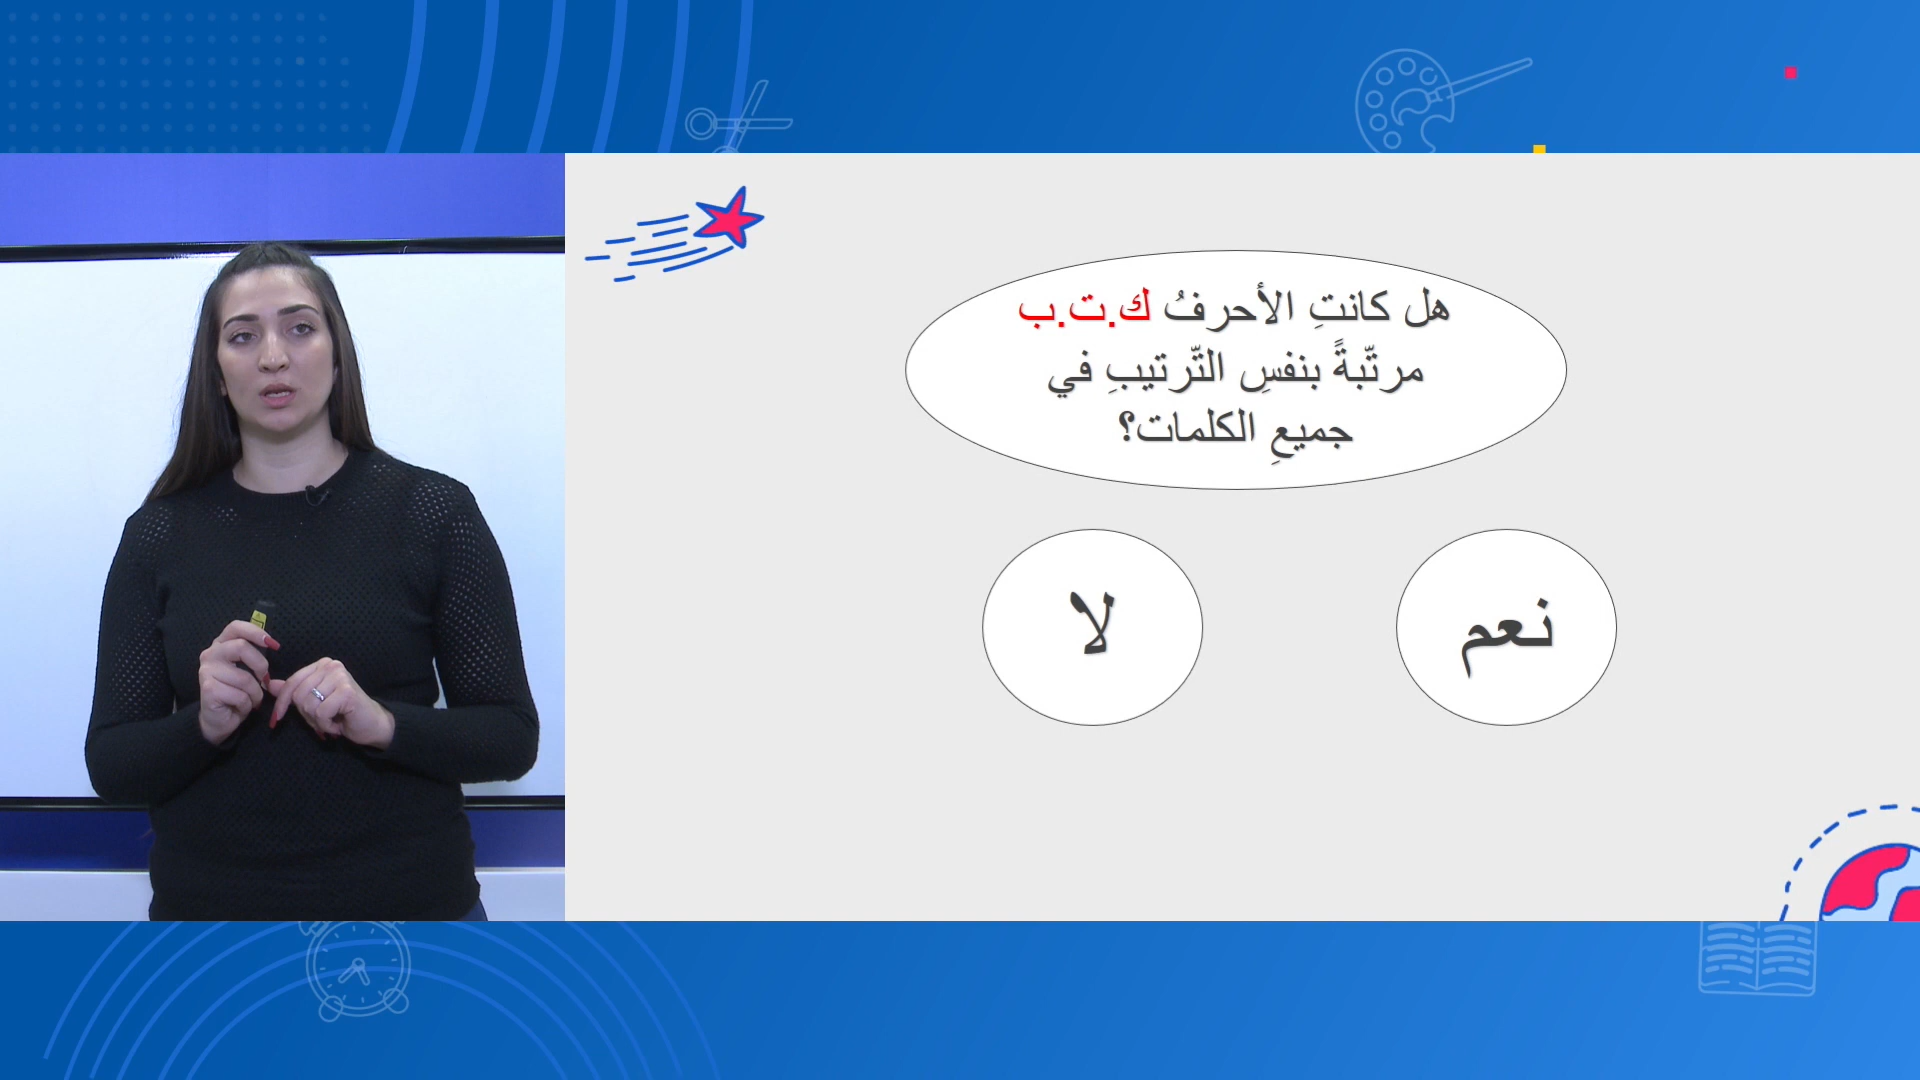 هل كانتِ الأحرفُ ك.ت.ب
مرتّبةً بنفسِ التّرتيبِ في
جميعِ الكلمات؟
نعم
لا